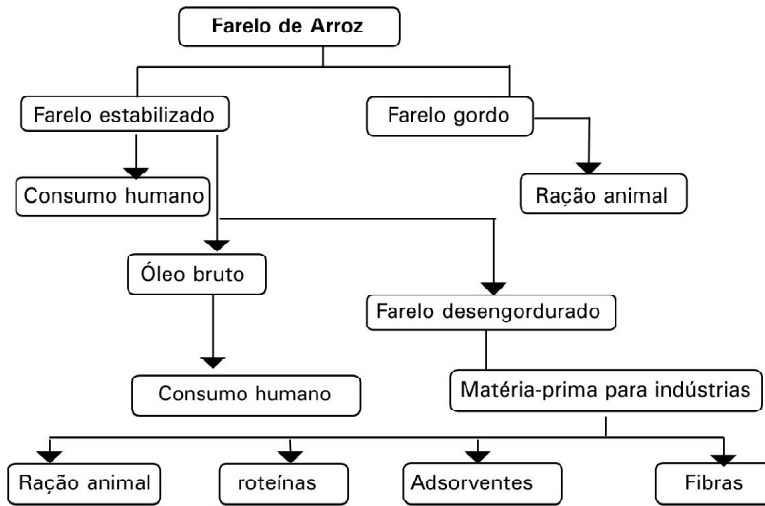 Farelo de Arroz
Farelo estabilizado
Farelo gordo
Consumo humano
Ração animal
Óleo bruto
Farelo desengordurado
Consumo humano
Matéria-prima para indústrias
Ração animal
roteínas
Adsorventes
Fibras